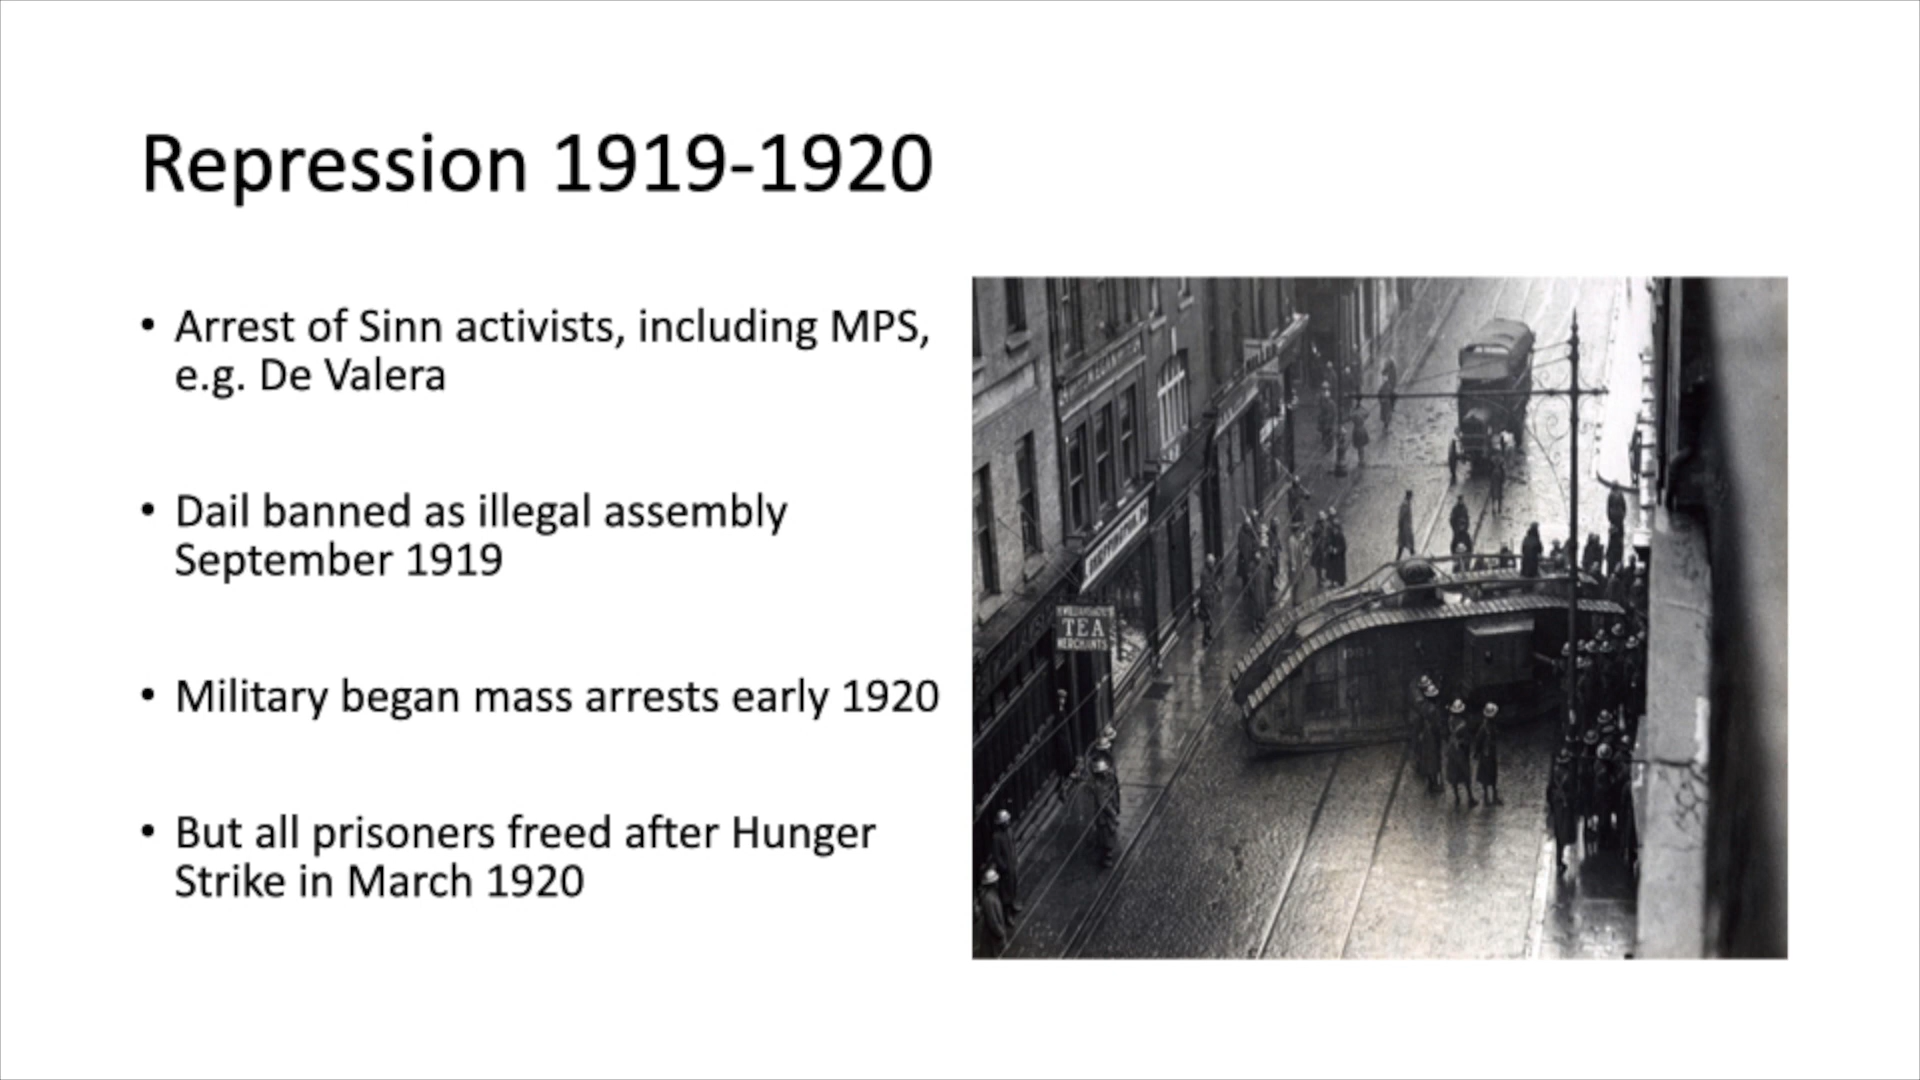 Repression 1919-1920
• Arrest of Sinn activists, including MPS,
e.g. De Valera
• Dail banned as illegal assembly
September 1919
• Military began mass arrests early 1920
• But all prisoners freed after Hunger
Strike in March 1920
TEA
MERCHANTS